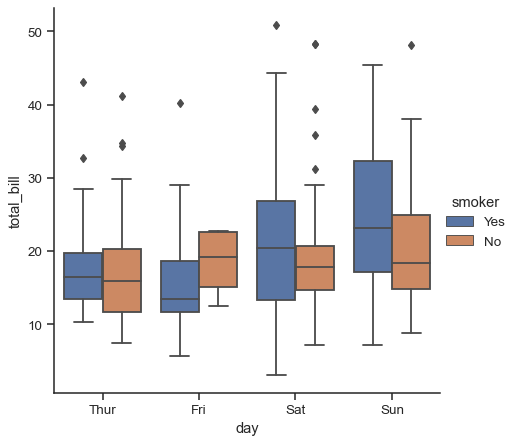 50
40
30
20
10
total_bill
Thur Fri Sat Sun
day
smoker
Yes
No